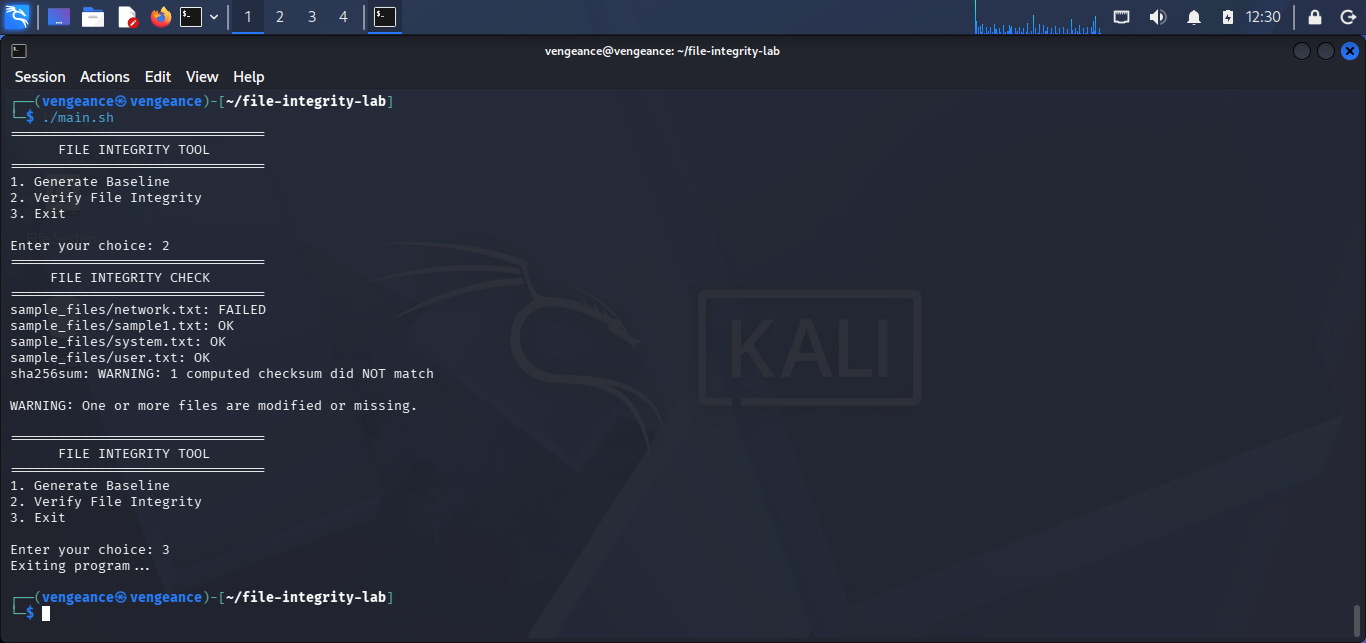 1 2 3 4 12:30
vengeance@vengeance: ~/file-integrity-lab
Session Actions Edit View Help
┌──(vengeance㉿vengeance)-[~/file-integrity-lab]
└─$ ./main.sh
================================
FILE INTEGRITY TOOL
================================
1. Generate Baseline
2. Verify File Integrity
3. Exit
Enter your choice: 2
================================
FILE INTEGRITY CHECK
================================
sample_files/network.txt: FAILED
sample_files/sample1.txt: OK
sample_files/system.txt: OK
sample_files/user.txt: OK
sha256sum: WARNING: 1 computed checksum did NOT match
WARNING: One or more files are modified or missing.
================================
FILE INTEGRITY TOOL
================================
1. Generate Baseline
2. Verify File Integrity
3. Exit
Enter your choice: 3
Exiting program...
┌──(vengeance㉿vengeance)-[~/file-integrity-lab]
└─$
KALI